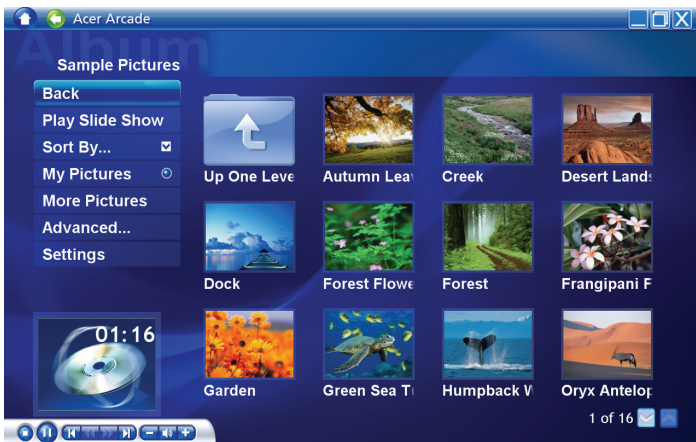 Acer Arcade
Album
Sample Pictures
Back
Play Slide Show
Sort By...
My Pictures
More Pictures
Advanced...
Settings
Up One Leve
Autumn Lea
Creek
Desert Lands
Dock
Forest Flowe
Forest
Frangipani F
Garden
Green Sea T
Humpback W
Oryx Antelop
01:16
1 of 16